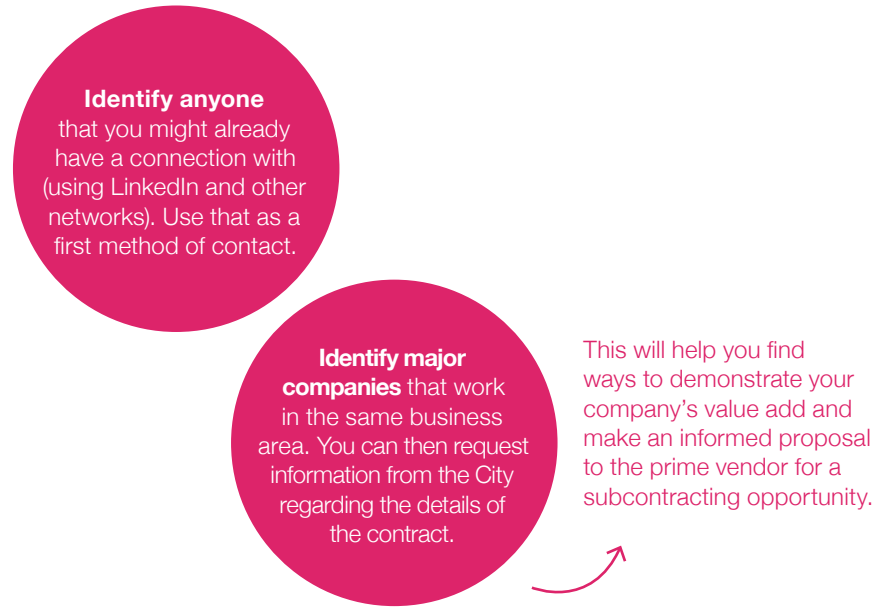 Identify anyone
that you might already
have a connection with
(using LinkedIn and other
networks). Use that as a
first method of contact.
Identify major
companies that work
in the same business
area. You can then request
information from the City
regarding the details of
the contract.
This will help you find
ways to demonstrate your
company’s value add and
make an informed proposal
to the prime vendor for a
subcontracting opportunity.